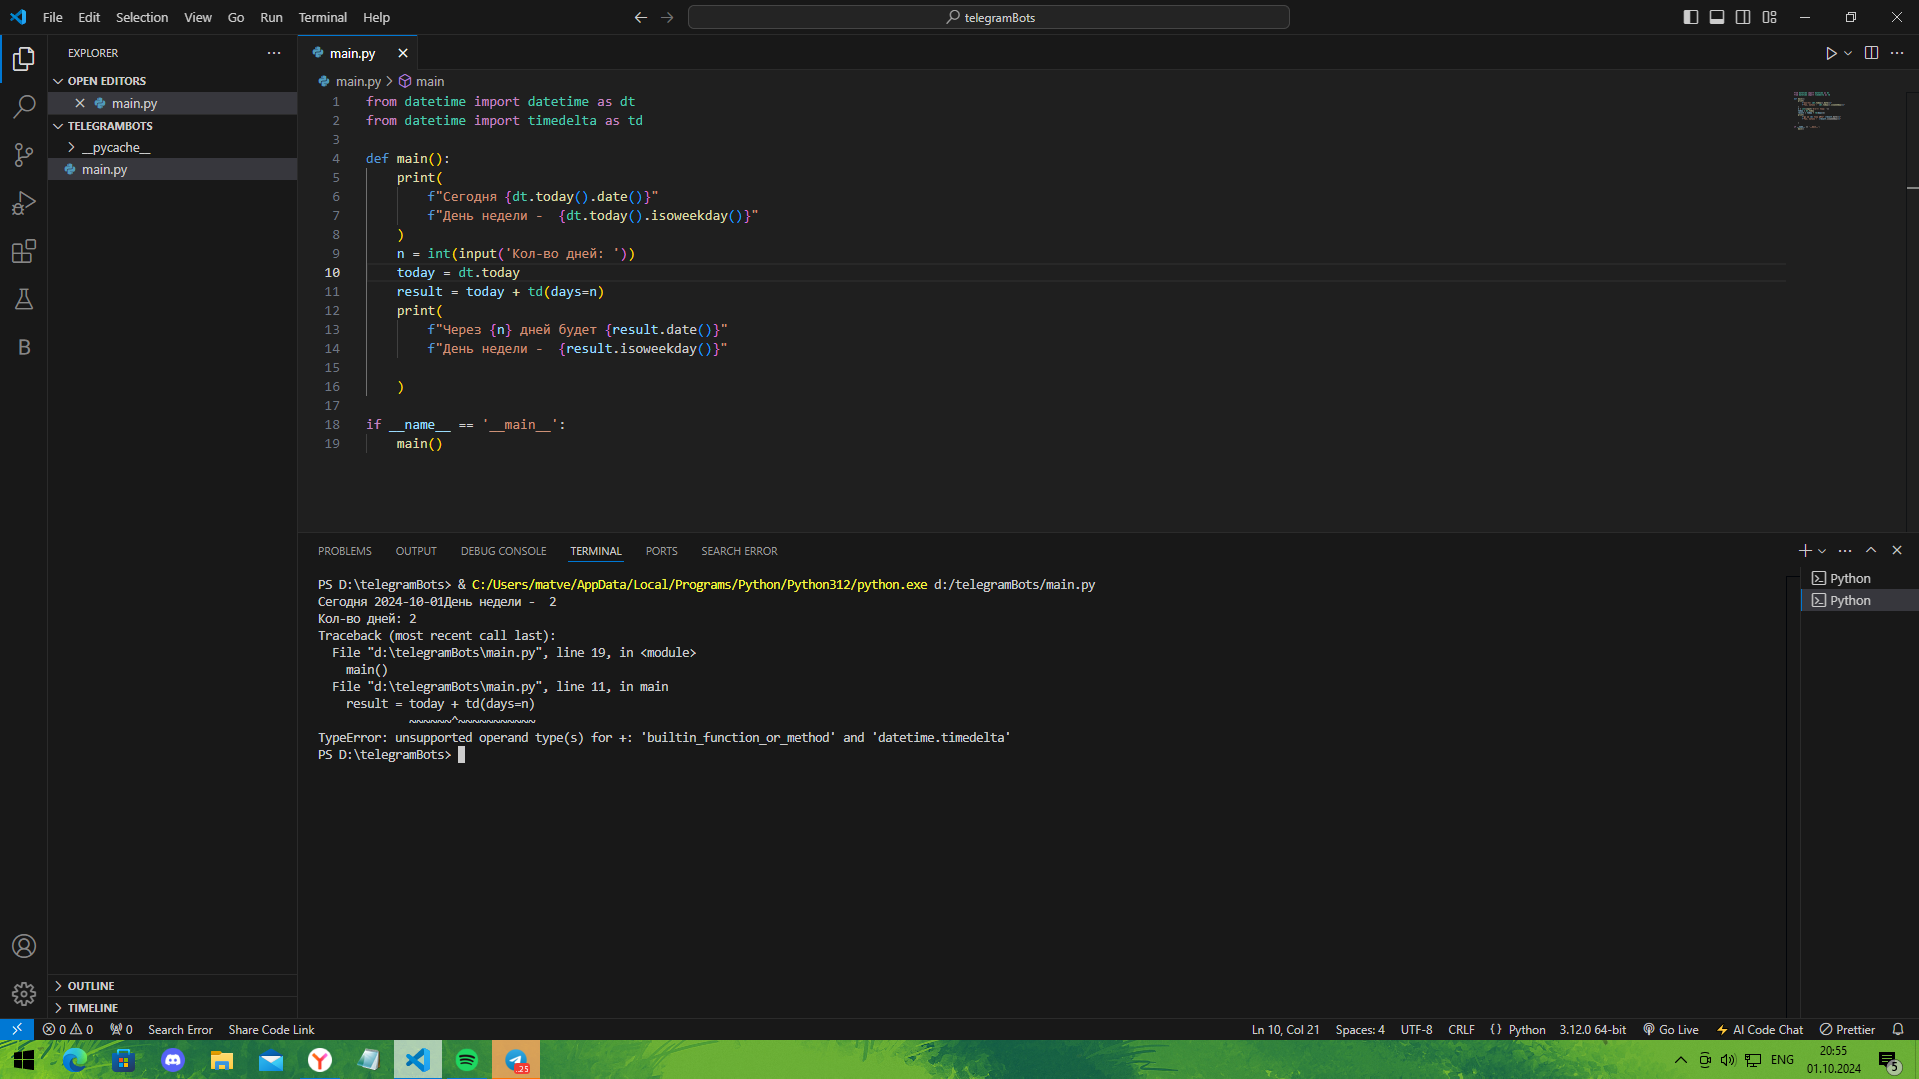 File Edit Selection View Go Run Terminal Help
telegramBots
EXPLORER
OPEN EDITORS
main.py
TELEGRAMBOTS
__pycache__
main.py
OUTLINE
TIMELINE
main.py
main.py > main
1 from datetime import datetime as dt
2 from datetime import timedelta as td
3
4 def main():
5 print(
6 f"Сегодня {dt.today().date()}"
7 f"День недели -  {dt.today().isoweekday()}"
8 )
9 n = int(input('Кол-во дней: '))
10 today = dt.today
11 result = today + td(days=n)
12 print(
13 f"Через {n} дней будет {result.date()}"
14 f"День недели -  {result.isoweekday()}"
15
16 )
17
18 if __name__ == '__main__':
19 main()
PROBLEMS OUTPUT DEBUG CONSOLE TERMINAL PORTS SEARCH ERROR
PS D:\telegramBots> & C:/Users/matve/AppData/Local/Programs/Python/Python312/python.exe d:/telegramBots/main.py
Сегодня 2024-10-01День недели -  2
Кол-во дней: 2
Traceback (most recent call last):
File "d:\telegramBots\main.py", line 19, in <module>
main()
File "d:\telegramBots\main.py", line 11, in main
result = today + td(days=n)
~~~~~~^~~~~~~~~~~~
TypeError: unsupported operand type(s) for +: 'builtin_function_or_method' and 'datetime.timedelta'
PS D:\telegramBots>
Python
Python
0 0 0 Search Error Share Code Link Ln 10, Col 21 Spaces: 4 UTF-8 CRLF {} Python 3.12.0 64-bit Go Live AI Code Chat Prettier
.25
ENG
20:55
01.10.2024
5